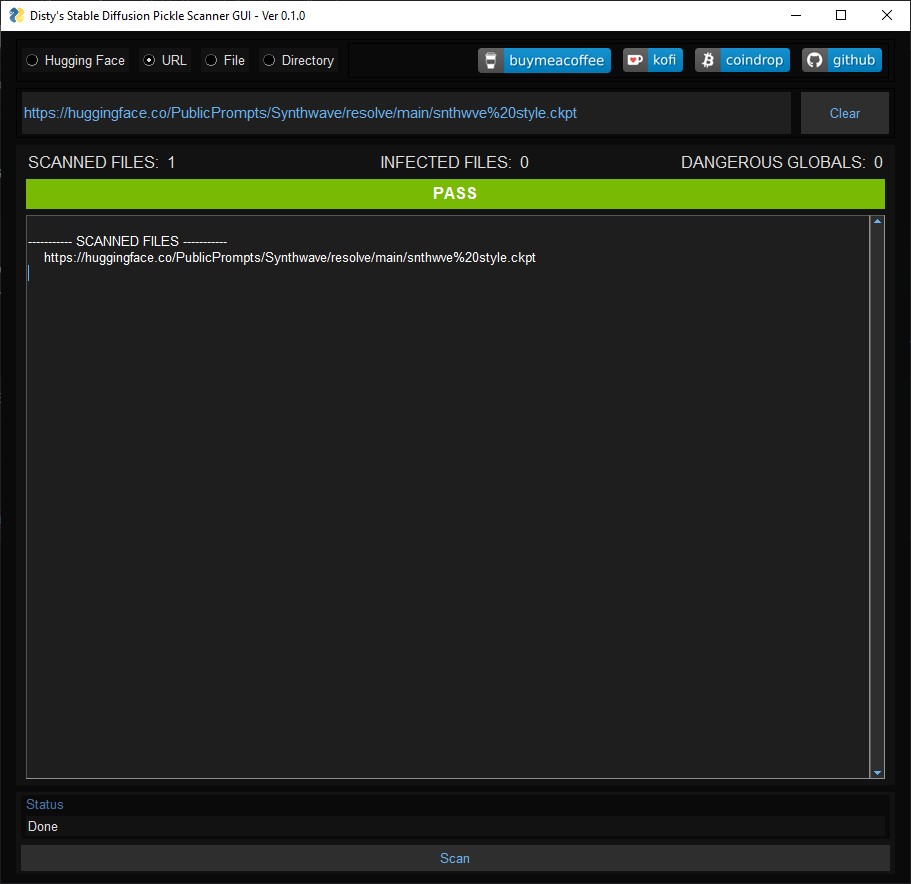 Disty's Stable Diffusion Pickle Scanner GUI - Ver 0.1.0
Hugging Face URL File Directory buymeacoffee kofi coindrop github
https://huggingface.co/PublicPrompts/Synthwave/resolve/main/snthwve%20style.ckpt Clear
SCANNED FILES: 1 INFECTED FILES: 0 DANGEROUS GLOBALS: 0
PASS
----------- SCANNED FILES -----------
https://huggingface.co/PublicPrompts/Synthwave/resolve/main/snthwve%20style.ckpt
Status
Done
Scan